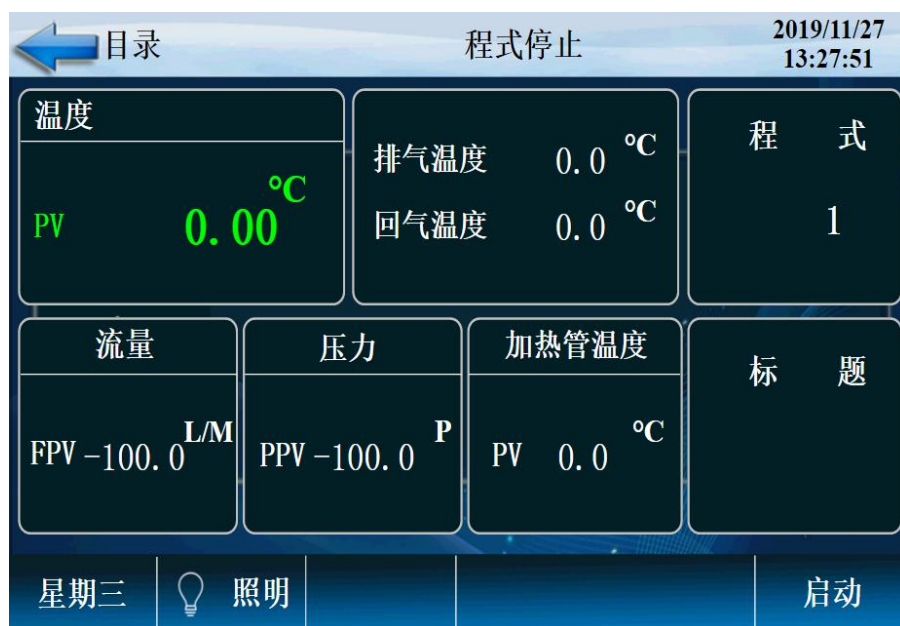 目录
程式停止
2019/11/27
13:27:51
温度
PV 0.00 ℃
排气温度 0.0 ℃
回气温度 0.0 ℃
程 式
1
流量
FPV -100.0 L/M
压力
PPV -100.0 P
加热管温度
PV 0.0 ℃
标 题
星期三
照明
启动